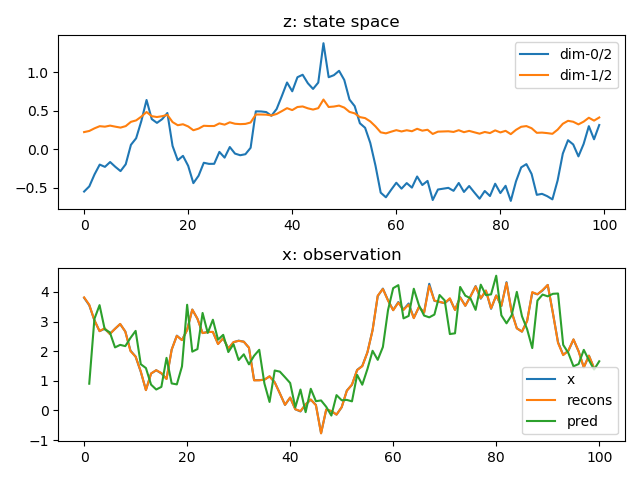 z: state space
dim-0/2
dim-1/2
1.0
0.5
0.0
−0.5
0 20 40 60 80 100
x: observation
4
3
2
1
0
−1
x
recons
pred
0 20 40 60 80 100